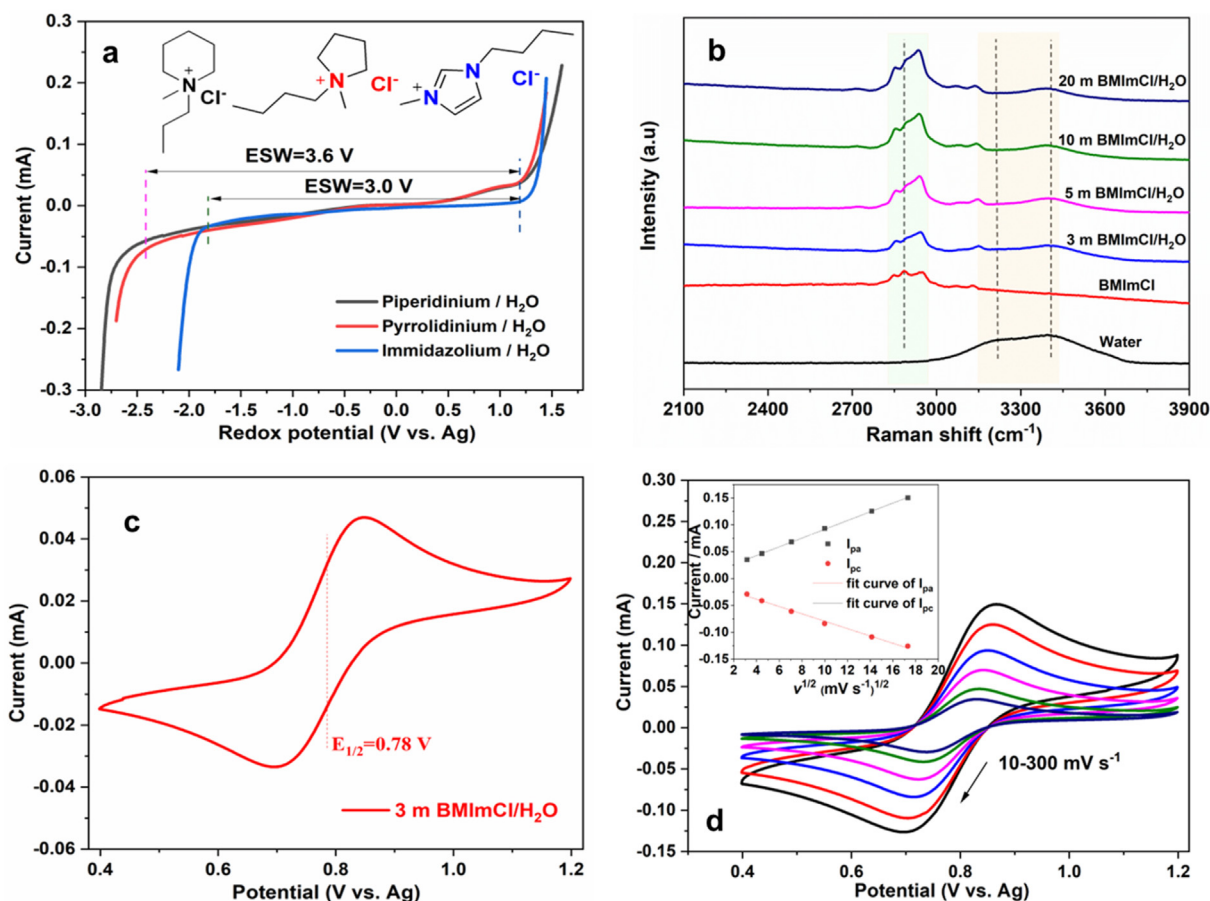 a
N
+
Cl⁻
N
+
Cl⁻
N
+
N
Cl⁻
ESW=3.6 V
ESW=3.0 V
Piperidinium / H₂O
Pyrrolidinium / H₂O
Immidazolium / H₂O
0.3
0.2
0.1
0.0
-0.1
-0.2
-0.3
Current (mA)
-3.0 -2.5 -2.0 -1.5 -1.0 -0.5 0.0 0.5 1.0 1.5
Redox potential (V vs. Ag)
b
20 m BMImCl/H₂O
10 m BMImCl/H₂O
5 m BMImCl/H₂O
3 m BMImCl/H₂O
BMImCl
Water
Intensity (a.u)
2100 2400 2700 3000 3300 3600 3900
Raman shift (cm⁻¹)
c
E₁/₂=0.78 V
3 m BMImCl/H₂O
0.06
0.04
0.02
0.00
-0.02
-0.04
-0.06
Current (mA)
0.4 0.6 0.8 1.0 1.2
Potential (V vs. Ag)
0.30
0.25
0.20
0.15
0.10
0.05
0.00
-0.05
-0.10
-0.15
Current (mA)
0.15
0.10
0.05
0.00
-0.05
-0.10
-0.15
Current / mA
Ipa
Ipc
fit curve of Ipa
fit curve of Ipc
2 4 6 8 10 12 14 16 18 20
v¹/² (mV s⁻¹)¹/²
10-300 mV s⁻¹
d
0.4 0.6 0.8 1.0 1.2
Potential (V vs. Ag)